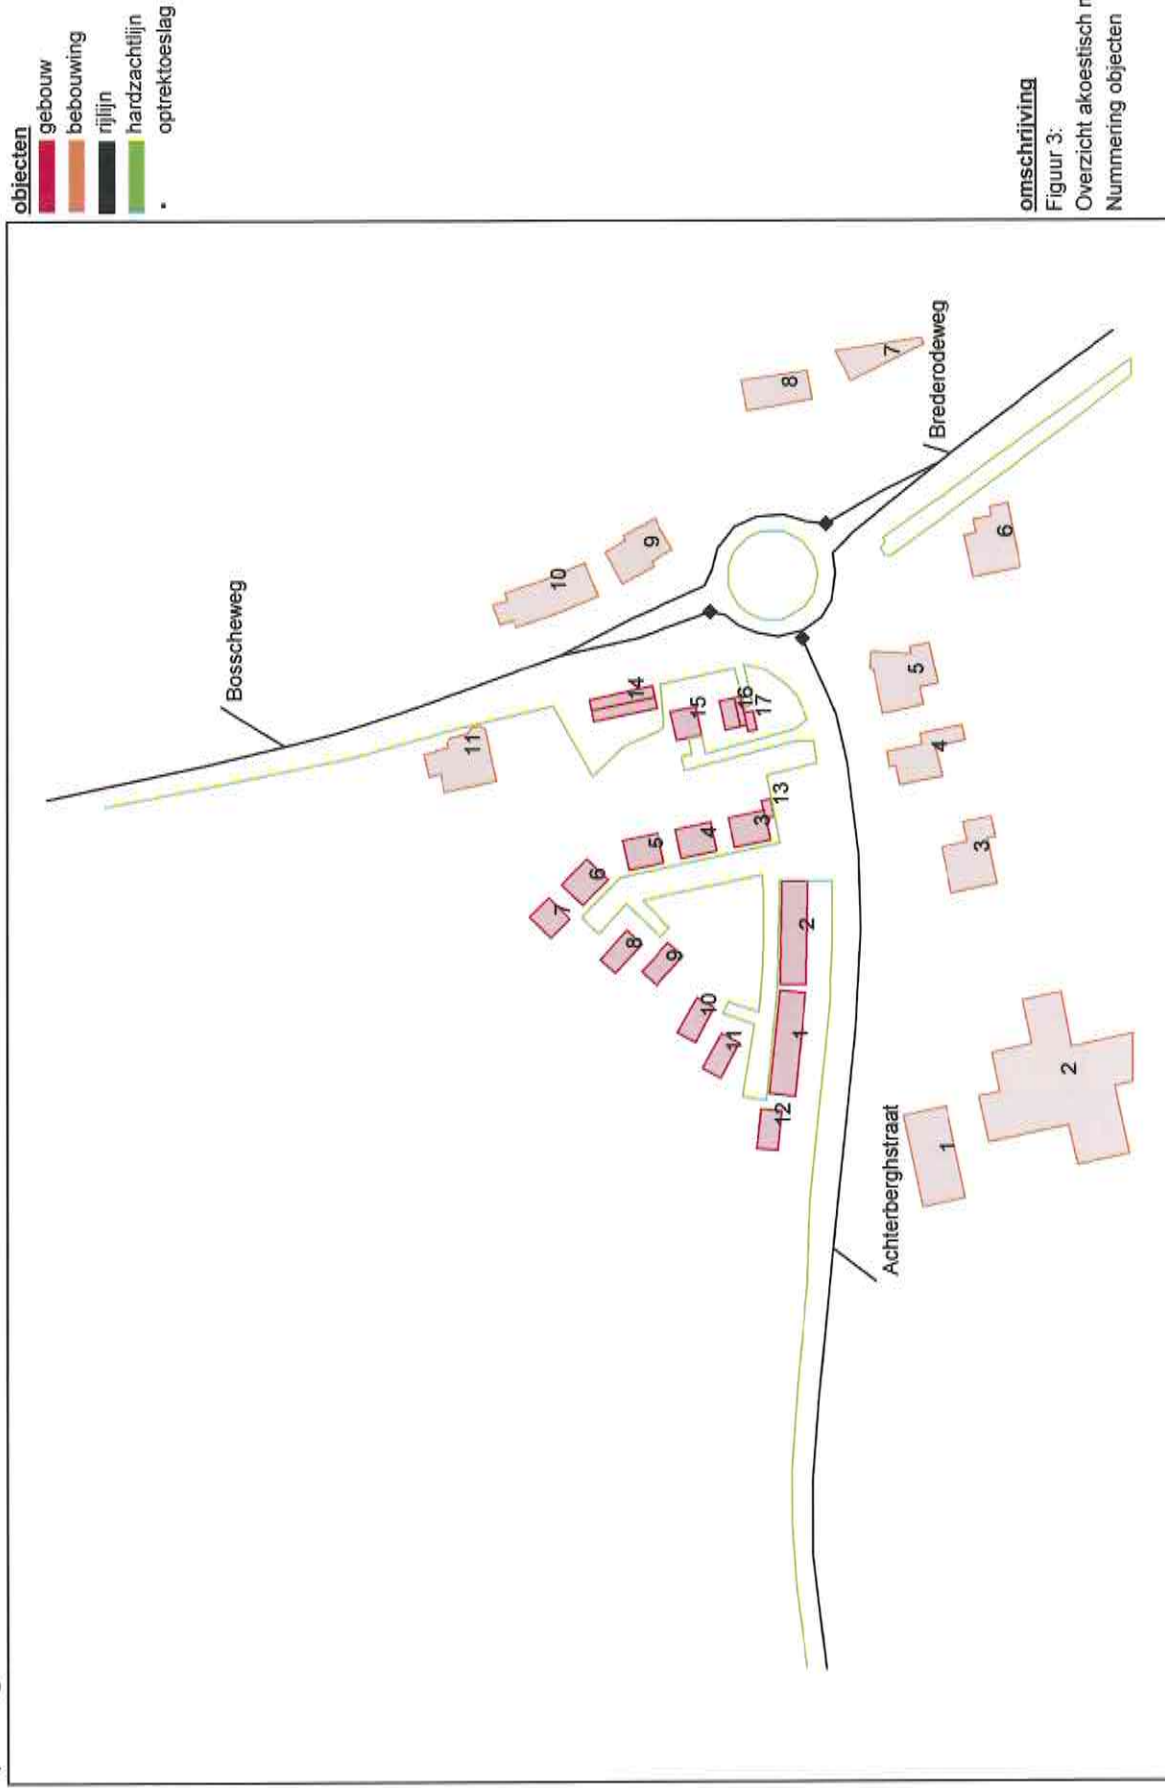 objecten
gebouw
bebouwing
rijlijn
hardzachtlijn
optrektoeslag
Bosscheweg
Brederodeweg
Achterberghstraat
10
9
8
7
6
5
4
3
2
1
11
14
15
16
17
13
3
4
5
6
7
8
9
10
11
12
1
2
omschrijving
Figuur 3:
Overzicht akoestisch
Nummering objecten